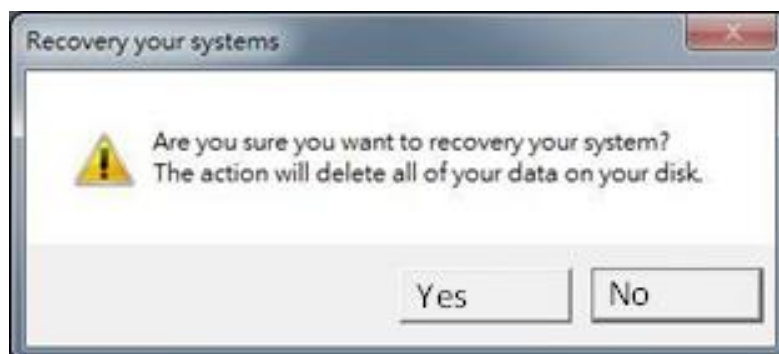 Recovery your systems
Are you sure you want to recovery your system?
The action will delete all of your data on your disk.
Yes
No